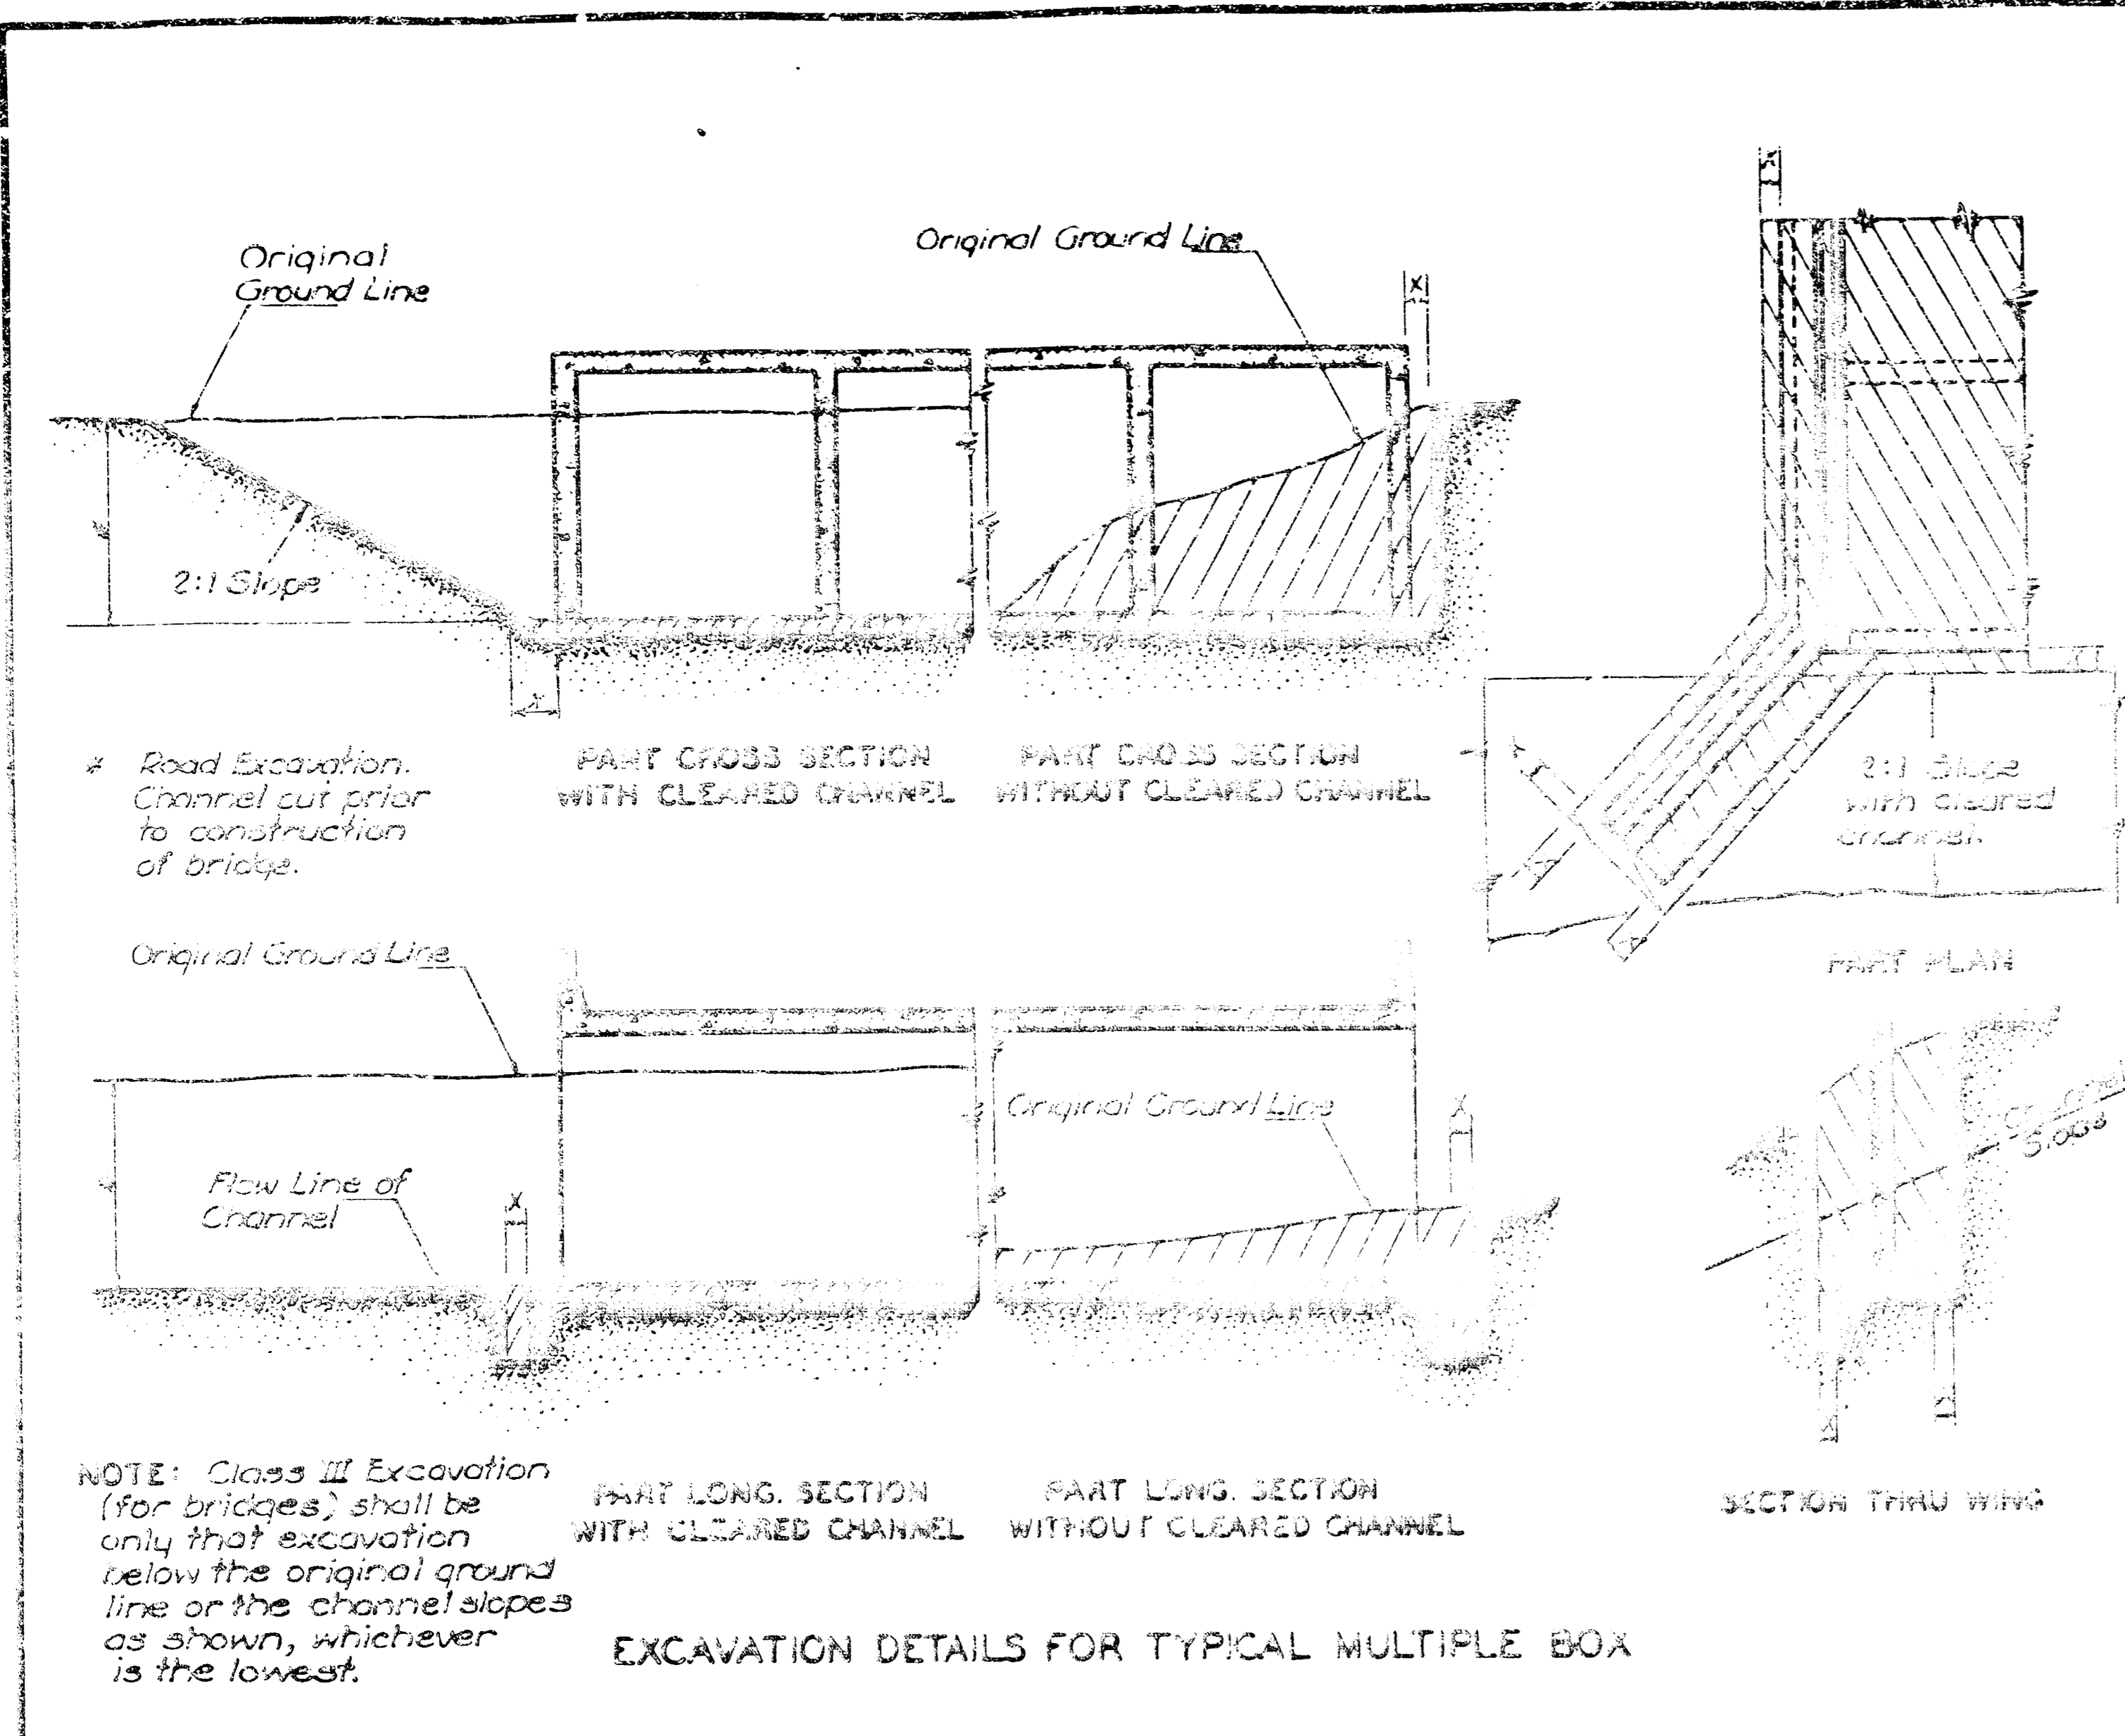 Original
Ground Line
Original Ground Line
X
X
2:1 Slope
X
* Road Excavation.
Channel cut prior
to construction
of bridge.
PART CROSS SECTION
WITH CLEARED CHANNEL
PART CROSS SECTION
WITHOUT CLEARED CHANNEL
2:1 Slope
with cleared
channel.
X
X
X
PART PLAN
Original Ground Line
Original Ground Line
X
Flow Line of
Channel
X
Channel
X
X
NOTE: Class III Excavation
(for bridges) shall be
only that excavation
below the original ground
line or the channel slopes
as shown, whichever
is the lowest.
PART LONG. SECTION
WITH CLEARED CHANNEL
PART LONG. SECTION
WITHOUT CLEARED CHANNEL
SECTION THRU WING
EXCAVATION DETAILS FOR TYPICAL MULTIPLE BOX